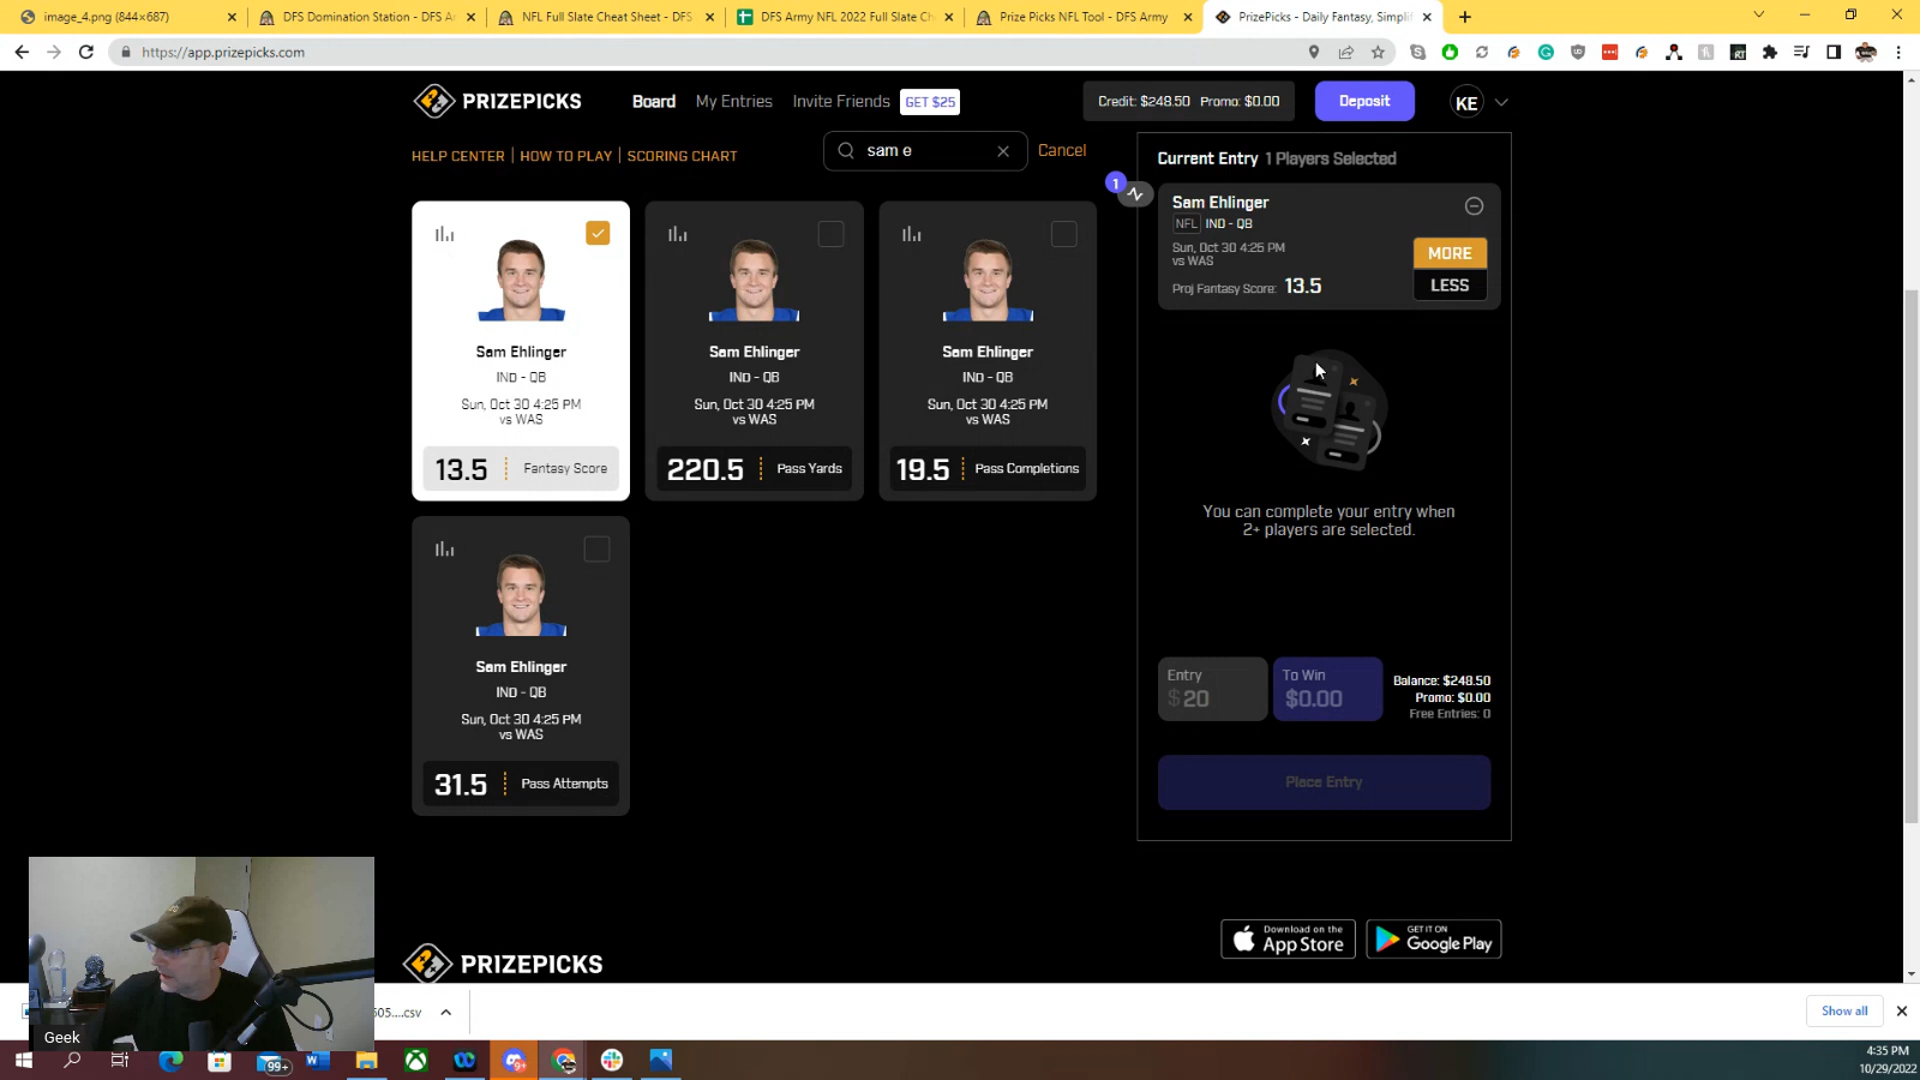 image_4.png (844×687)
DFS Domination Station - DFS Ar
NFL Full Slate Cheat Sheet - DFS
DFS Army NFL 2022 Full Slate Ch
Prize Picks NFL Tool - DFS Army
PrizePicks - Daily Fantasy, Simplif
https://app.prizepicks.com
PRIZEPICKS
Board
My Entries
Invite Friends
GET $25
Credit: $248.50 Promo: $0.00
Deposit
KE
HELP CENTER | HOW TO PLAY | SCORING CHART
sam e
Cancel
Sam Ehlinger
IND - QB
Sun, Oct 30 4:25 PM
vs WAS
13.5
Fantasy Score
Sam Ehlinger
IND - QB
Sun, Oct 30 4:25 PM
vs WAS
220.5
Pass Yards
Sam Ehlinger
IND - QB
Sun, Oct 30 4:25 PM
vs WAS
19.5
Pass Completions
Sam Ehlinger
IND - QB
Sun, Oct 30 4:25 PM
vs WAS
31.5
Pass Attempts
Current Entry 1 Players Selected
1
Sam Ehlinger
NFL IND - QB
Sun, Oct 30 4:25 PM
vs WAS
Proj Fantasy Score: 13.5
MORE
LESS
You can complete your entry when
2+ players are selected.
Entry
$ 20
To Win
$0.00
Balance: $248.50
Promo: $0.00
Free Entries: 0
Place Entry
Download on the
App Store
GET IT ON
Google Play
PRIZEPICKS
Geek
605....csv
Show all
99+
9+
4:35 PM
10/29/2022